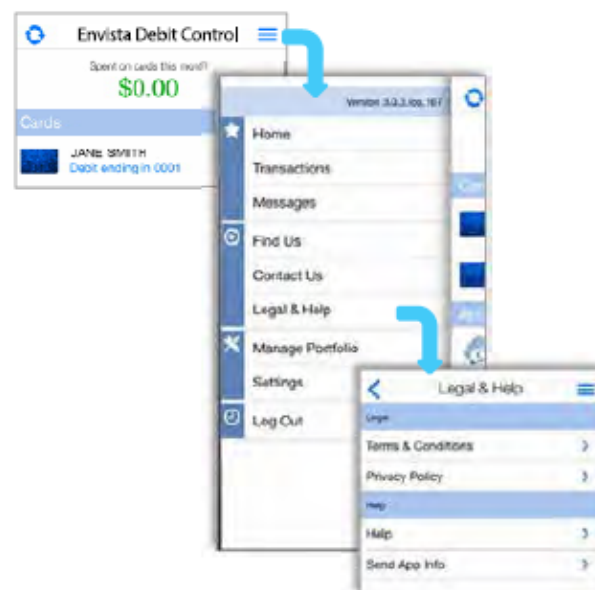 Envista Debit Control
Spent on cards this month
$0.00
Cards
JANE SMITH
Debit ending in 0001
Home
Transactions
Messages
Find Us
Contact Us
Legal & Help
Manage Portfolio
Settings
Log Out
Legal & Help
Legal
Terms & Conditions
Privacy Policy
Help
Help
Send App Info